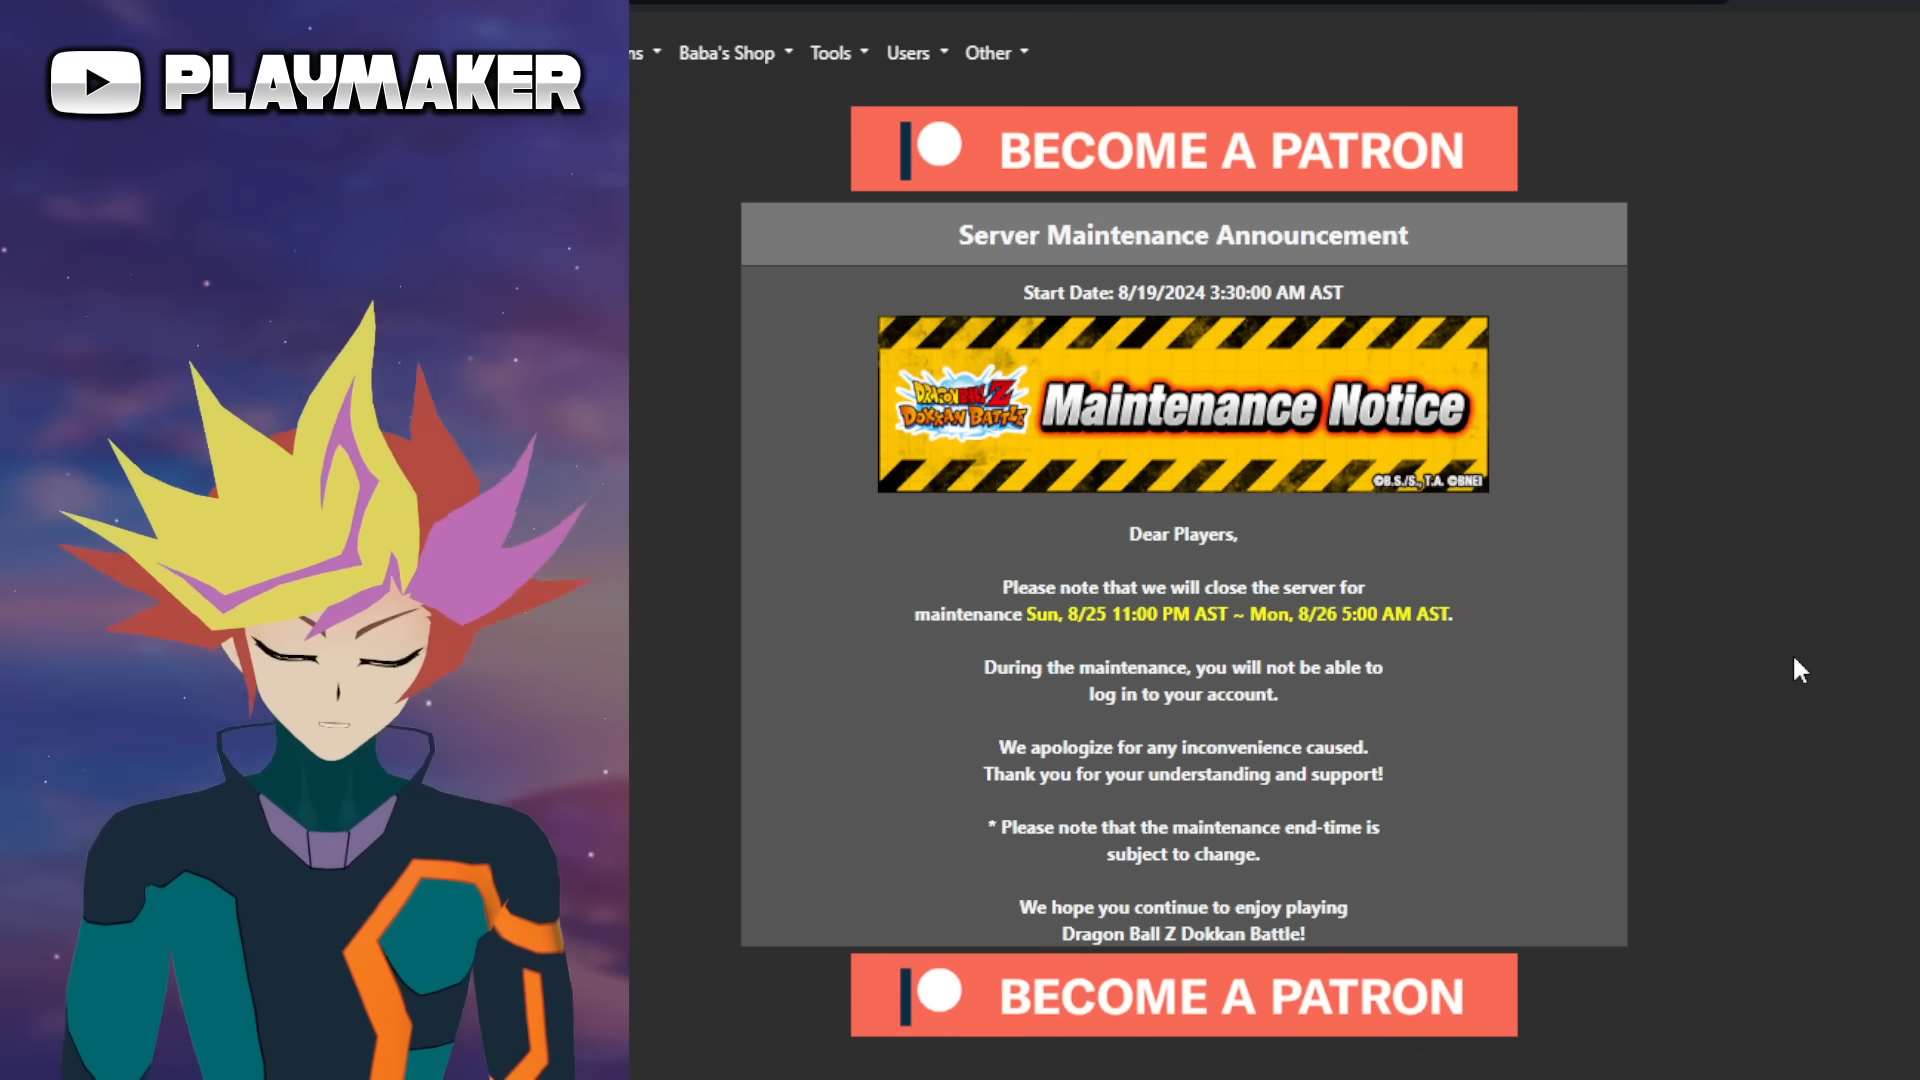 PLAYMAKER
Baba's Shop Tools Users Other
BECOME A PATRON
Server Maintenance Announcement
Start Date: 8/19/2024 3:30:00 AM AST
DRAGON BALL Z
DOKKAN BATTLE
Maintenance Notice
©B.S./S., T.A. ©BNEI
Dear Players,
Please note that we will close the server for
maintenance Sun, 8/25 11:00 PM AST ~ Mon, 8/26 5:00 AM AST.
During the maintenance, you will not be able to
log in to your account.
We apologize for any inconvenience caused.
Thank you for your understanding and support!
* Please note that the maintenance end-time is
subject to change.
We hope you continue to enjoy playing
Dragon Ball Z Dokkan Battle!
BECOME A PATRON